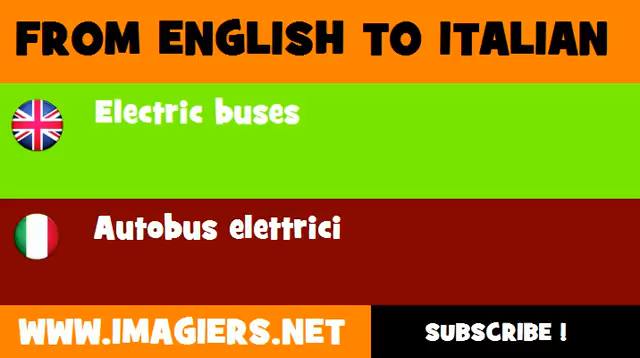 FROM ENGLISH TO ITALIAN
Electric buses
Autobus elettrici
WWW.IMAGIERS.NET
SUBSCRIBE !